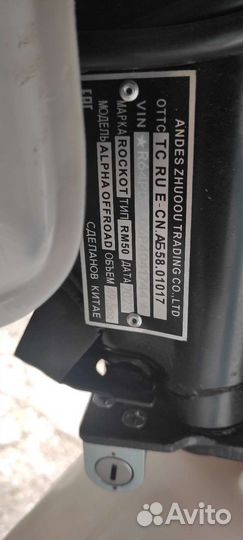 ANDES ZHUOOU TRADING CO.,LTD
ОТТС TC RU E-CN.АБ58.01017
VIN
МАРКА ROCKOT ТИП RM50 ДАТА
МОДЕЛЬ ALPHA OFFROAD ОБЪЕМ
СДЕЛАНО В КИТАЕ
Avito